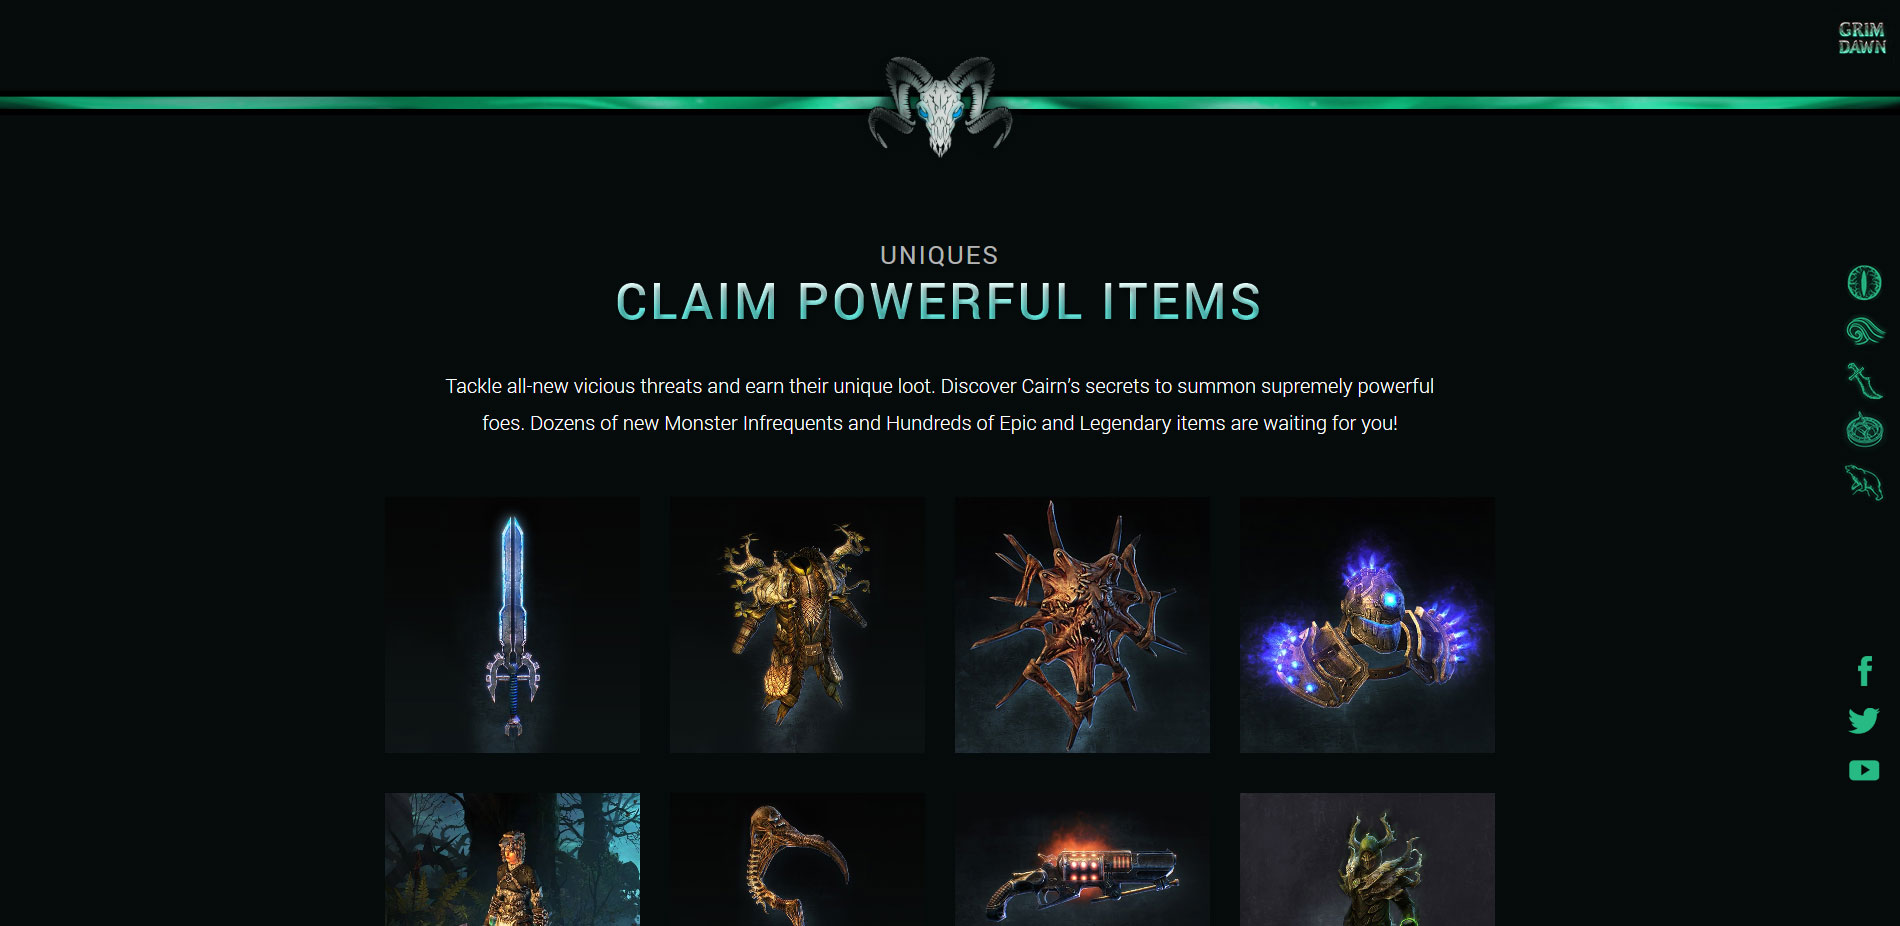 GRIM
DAWN
UNIQUES
CLAIM POWERFUL ITEMS
Tackle all-new vicious threats and earn their unique loot. Discover Cairn’s secrets to summon supremely powerful
foes. Dozens of new Monster Infrequents and Hundreds of Epic and Legendary items are waiting for you!